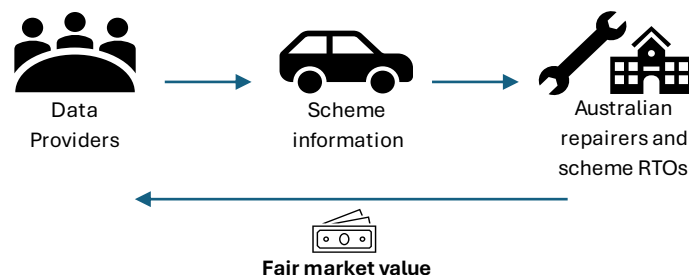 Data
Providers
Scheme
information
Australian
repairers and
scheme RTOs
Fair market value